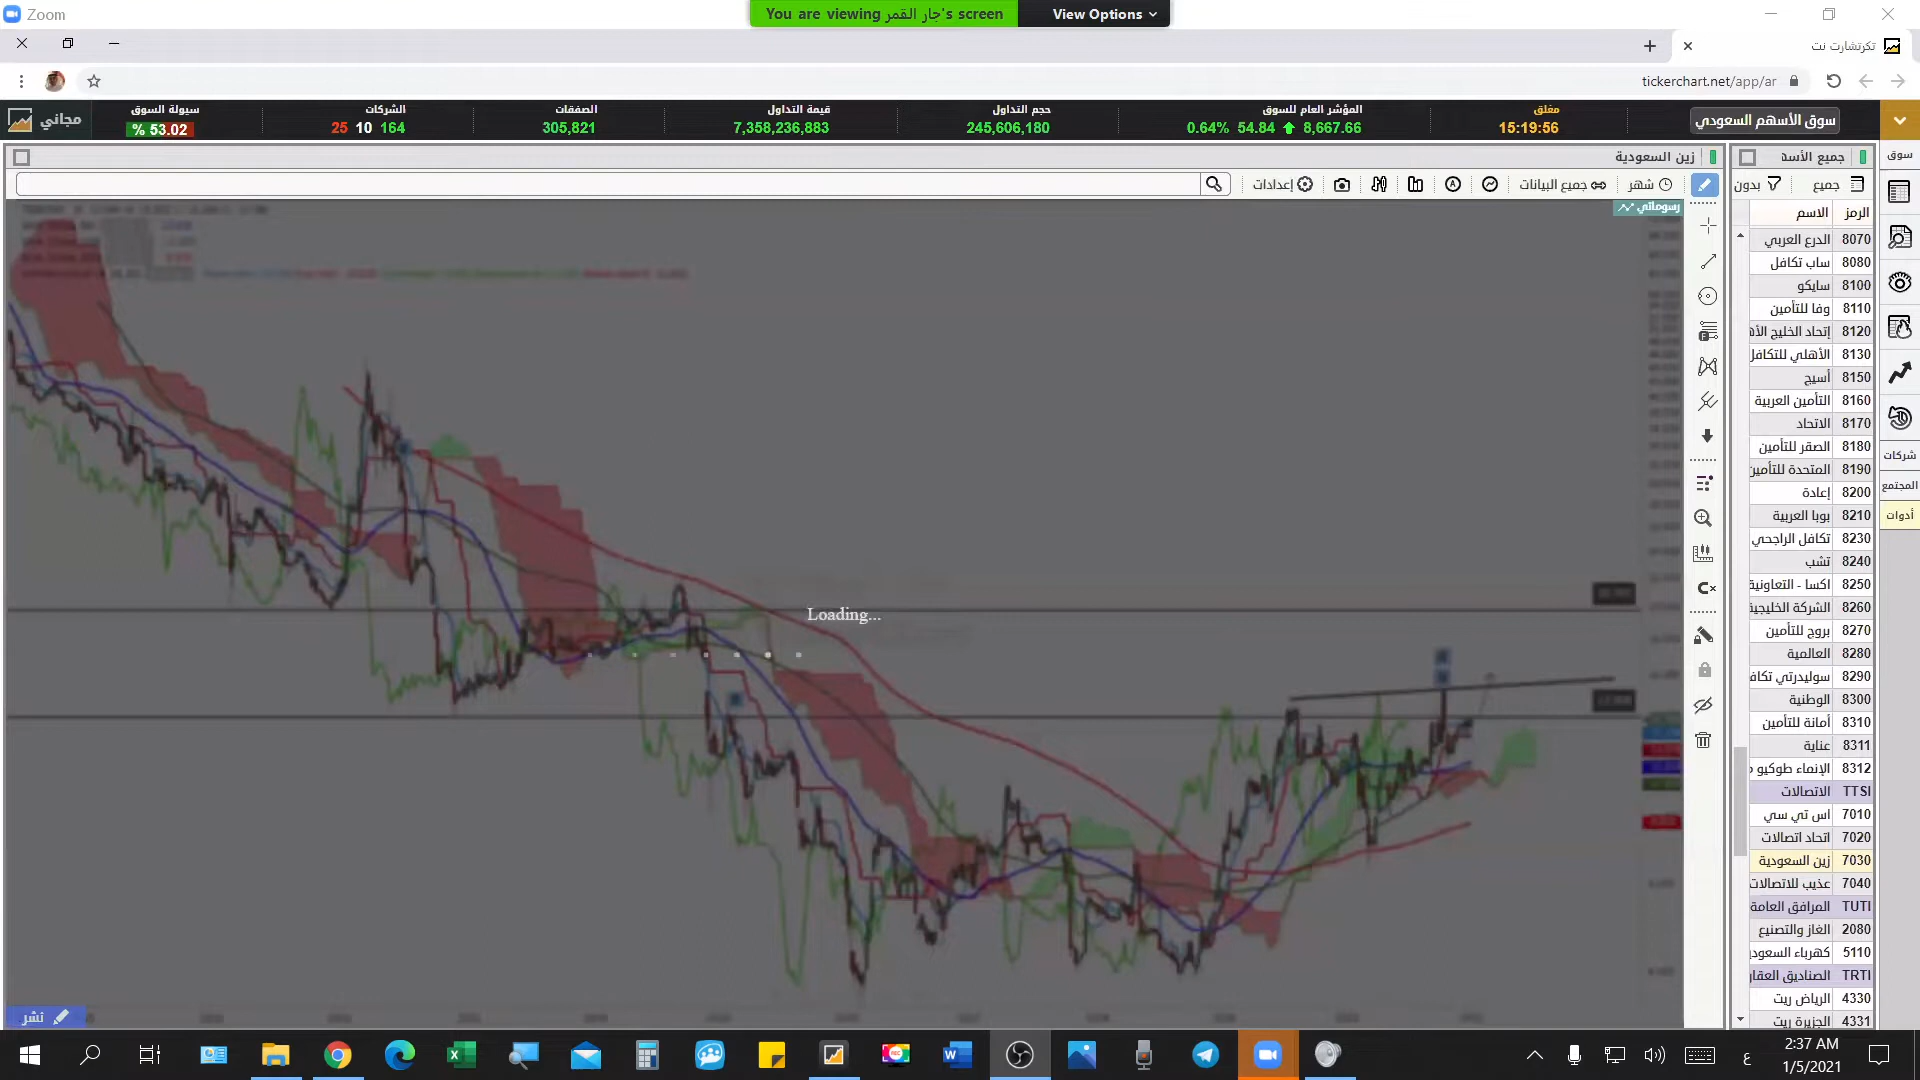 Zoom
You are viewing جار القمر's screen
View Options
تكرتشارت نت
tickerchart.net/app/ar
سوق الأسهم السعودي
مغلق
15:19:56
المؤشر العام للسوق
0.64% 54.84 8,667.66
حجم التداول
245,606,180
قيمة التداول
7,358,236,883
الصفقات
305,821
الشركات
25 10 164
سيولة السوق
% 53.02
مجاني
زين السعودية
شهر
جميع البيانات
إعدادات
رسوماتي
Loading...
نشر
جميع الأسه
جميع
بدون
الرمز الاسم
8070 الدرع العربي
8080 ساب تكافل
8100 سايكو
8110 وفا للتأمين
8120 إتحاد الخليج الأه
8130 الأهلي للتكافل
8150 أسيج
8160 التأمين العربية
8170 الاتحاد
8180 الصقر للتأمين
8190 المتحدة للتأمين
8200 إعادة
8210 بوبا العربية
8230 تكافل الراجحي
8240 تشب
8250 اكسا - التعاونية
8260 الشركة الخليجية
8270 بروج للتأمين
8280 العالمية
8290 سوليدرتي تكاف
8300 الوطنية
8310 أمانة للتأمين
8311 عناية
8312 الإنماء طوكيو م
TTSI الاتصالات
7010 اس تي سي
7020 اتحاد اتصالات
7030 زين السعودية
7040 عذيب للاتصالات
TUTI المرافق العامة
2080 الغاز والتصنيع
5110 كهرباء السعودي
TRTI الصناديق العقار
4330 الرياض ريت
4331 الجزيرة ريت
سوق
شركات
المجتمع
أدوات
ع
2:37 AM
1/5/2021